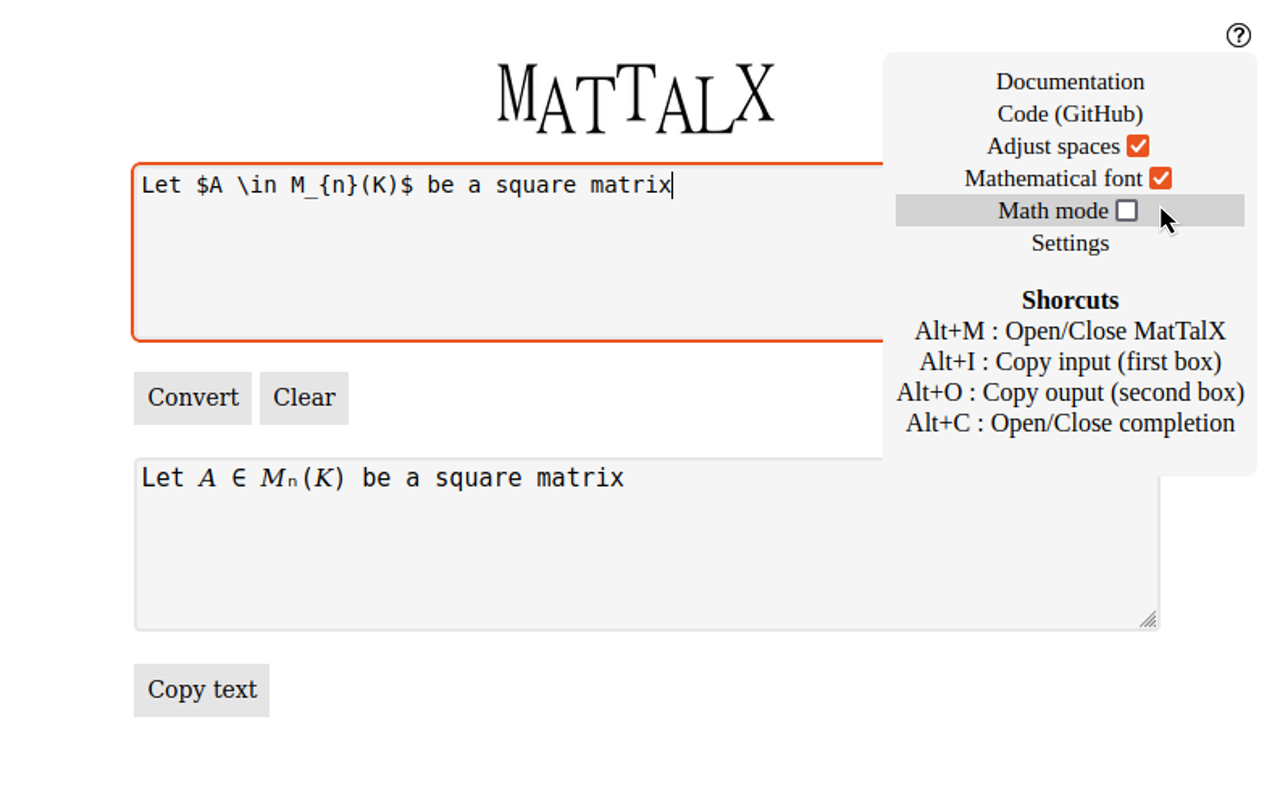 ?
MATTALX
Documentation
Code (GitHub)
Adjust spaces
Mathematical font
Math mode
Settings
Shorcuts
Alt+M : Open/Close MatTalX
Alt+I : Copy input (first box)
Alt+O : Copy ouput (second box)
Alt+C : Open/Close completion
Let $A \in M_{n}(K)$ be a square matrix
Convert Clear
Let 𝐴 ∈ 𝑀ₙ(𝐾) be a square matrix
Copy text